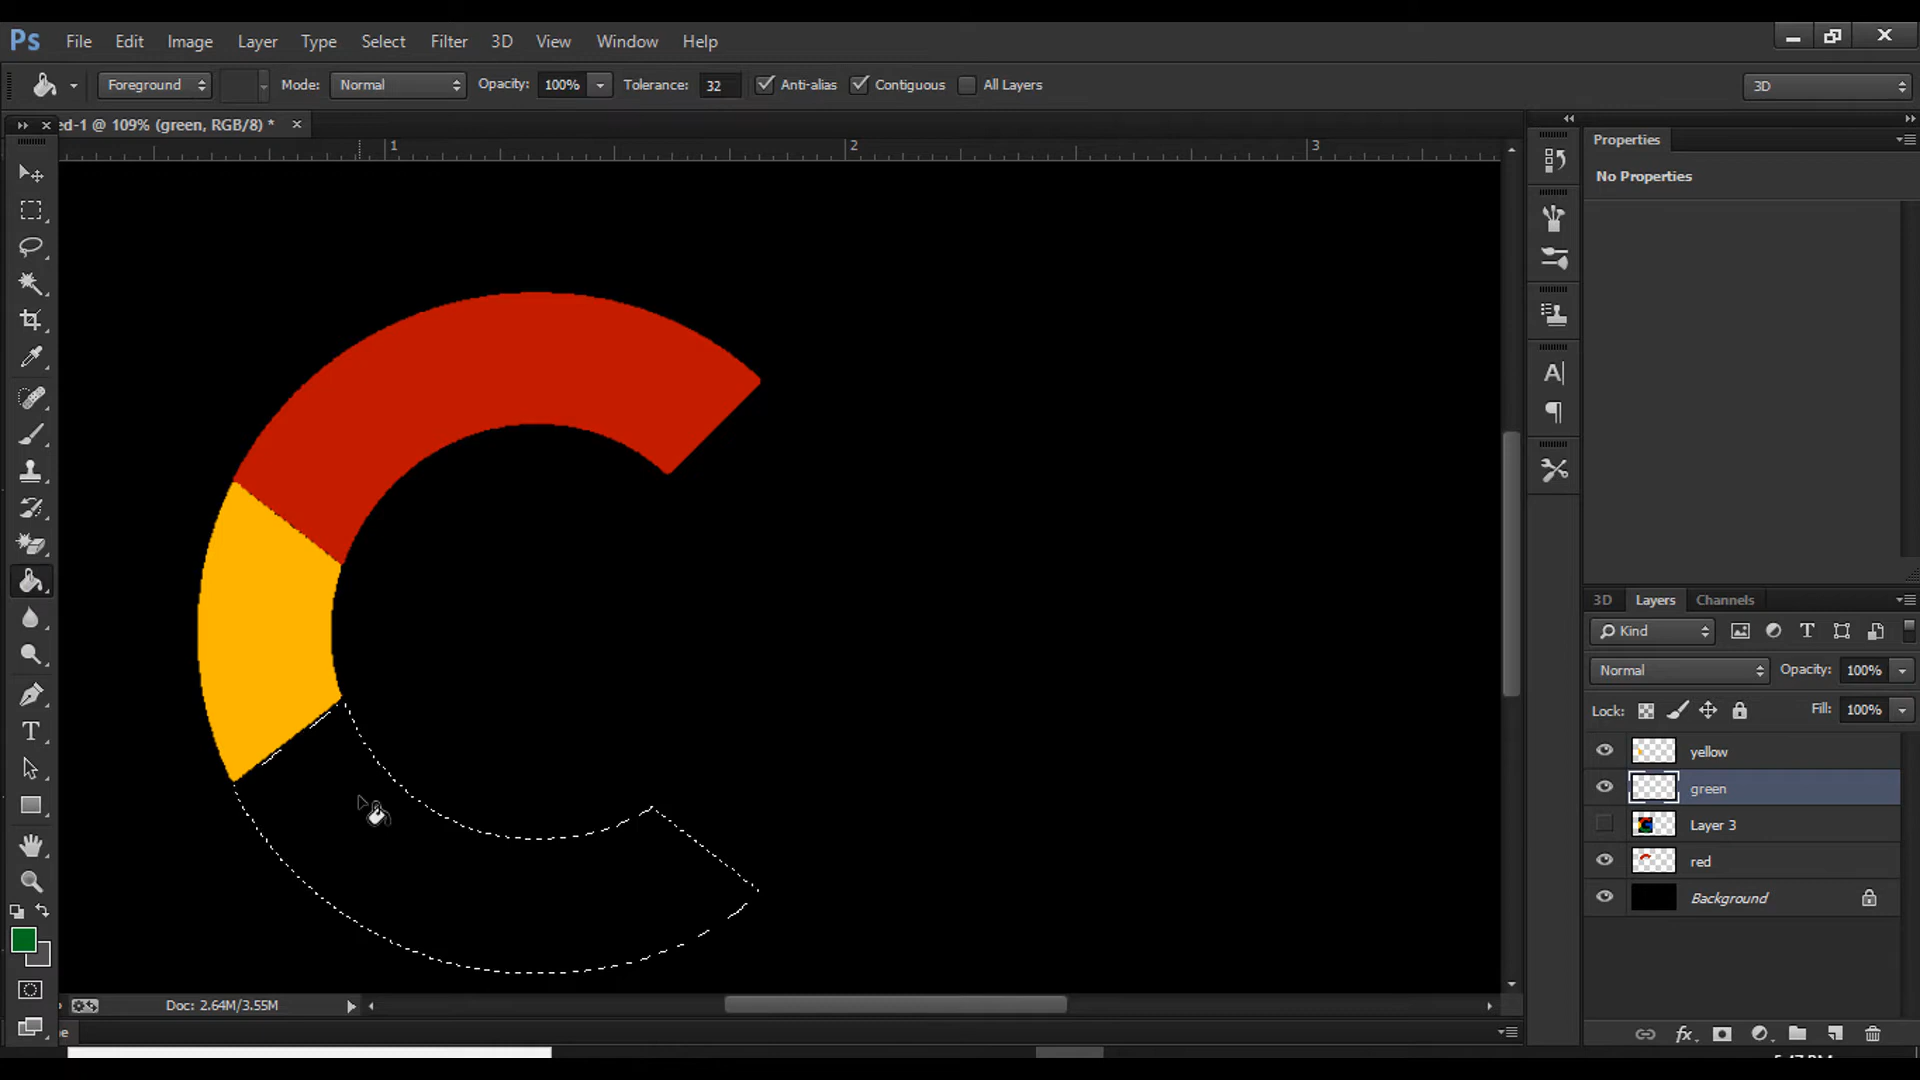 Ps File Edit Image Layer Type Select Filter 3D View Window Help
Foreground Mode: Normal Opacity: 100% Tolerance: 32 Anti-alias Contiguous All Layers 3D
ed-1 @ 109% (green, RGB/8) * ×
1 2 3
Properties
No Properties
3D Layers Channels
Kind
Normal Opacity: 100%
Lock: Fill: 100%
yellow
green
Layer 3
red
Background
Doc: 2.64M/3.55M